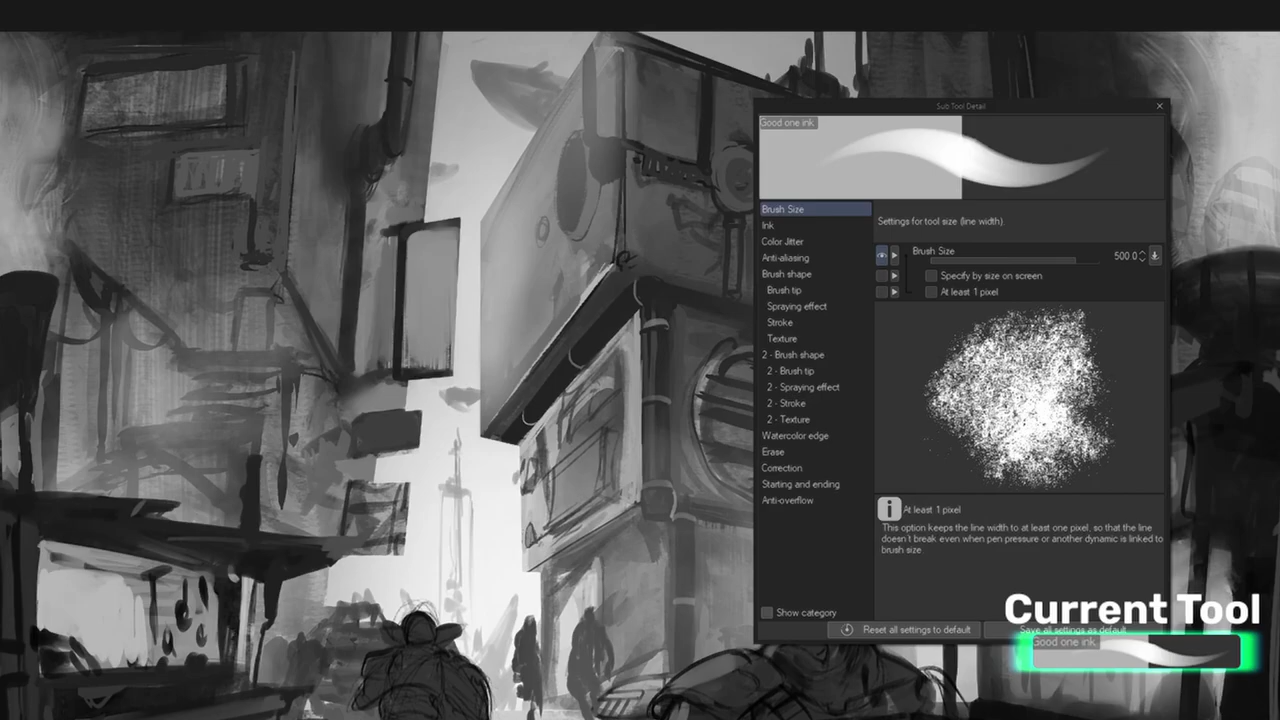 Sub Tool Detail
Good one ink
Brush Size
Ink
Color Jitter
Anti-aliasing
Brush shape
Brush tip
Spraying effect
Stroke
Texture
2 - Brush shape
2 - Brush tip
2 - Spraying effect
2 - Stroke
2 - Texture
Watercolor edge
Erase
Correction
Starting and ending
Anti-overflow
Settings for tool size (line width).
Brush Size 500.0
Specify by size on screen
At least 1 pixel
At least 1 pixel
This option keeps the line width to at least one pixel, so that the line
doesn't break even when pen pressure or another dynamic is linked to
brush size.
Show category
Reset all settings to default
Save all settings as default
Current Tool
Good one ink